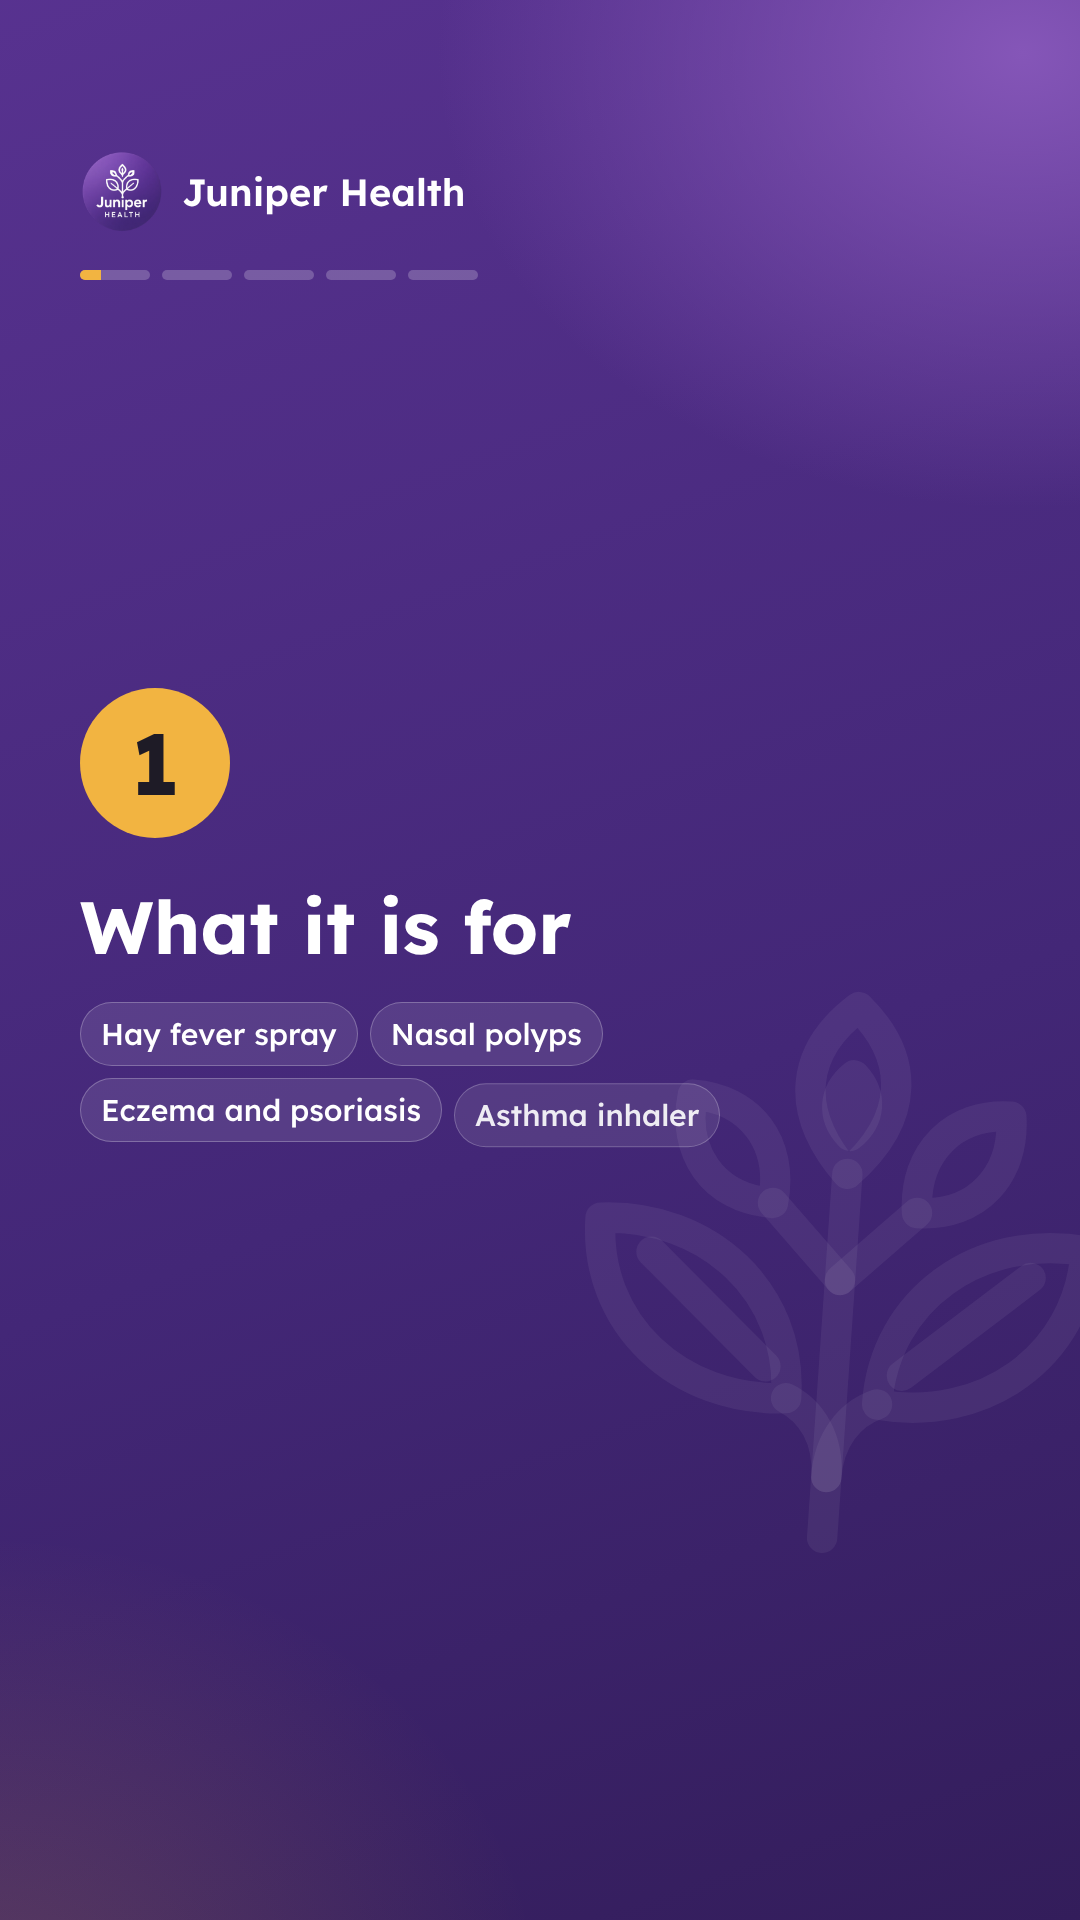 Juniper
HEALTH
Juniper Health
1
What it is for
Hay fever spray
Nasal polyps
Eczema and psoriasis
Asthma inhaler